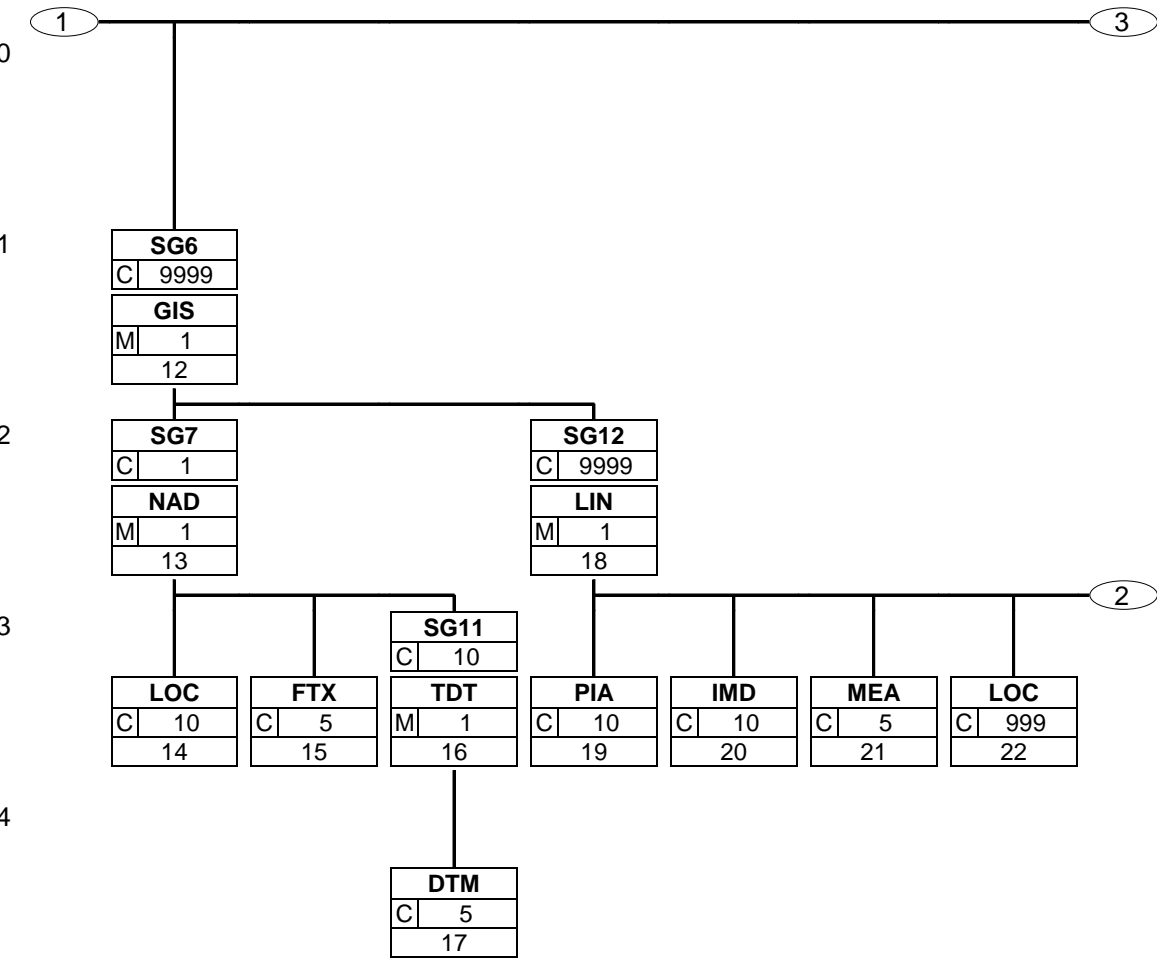 1 3
0
1
SG6
C 9999
GIS
M 1
12
2
SG7 SG12
C 1 C 9999
NAD LIN
M 1 M 1
13 18
2
3
SG11
C 10
LOC FTX TDT PIA IMD MEA LOC
C 10 C 5 M 1 C 10 C 10 C 5 C 999
14 15 16 19 20 21 22
4
DTM
C 5
17